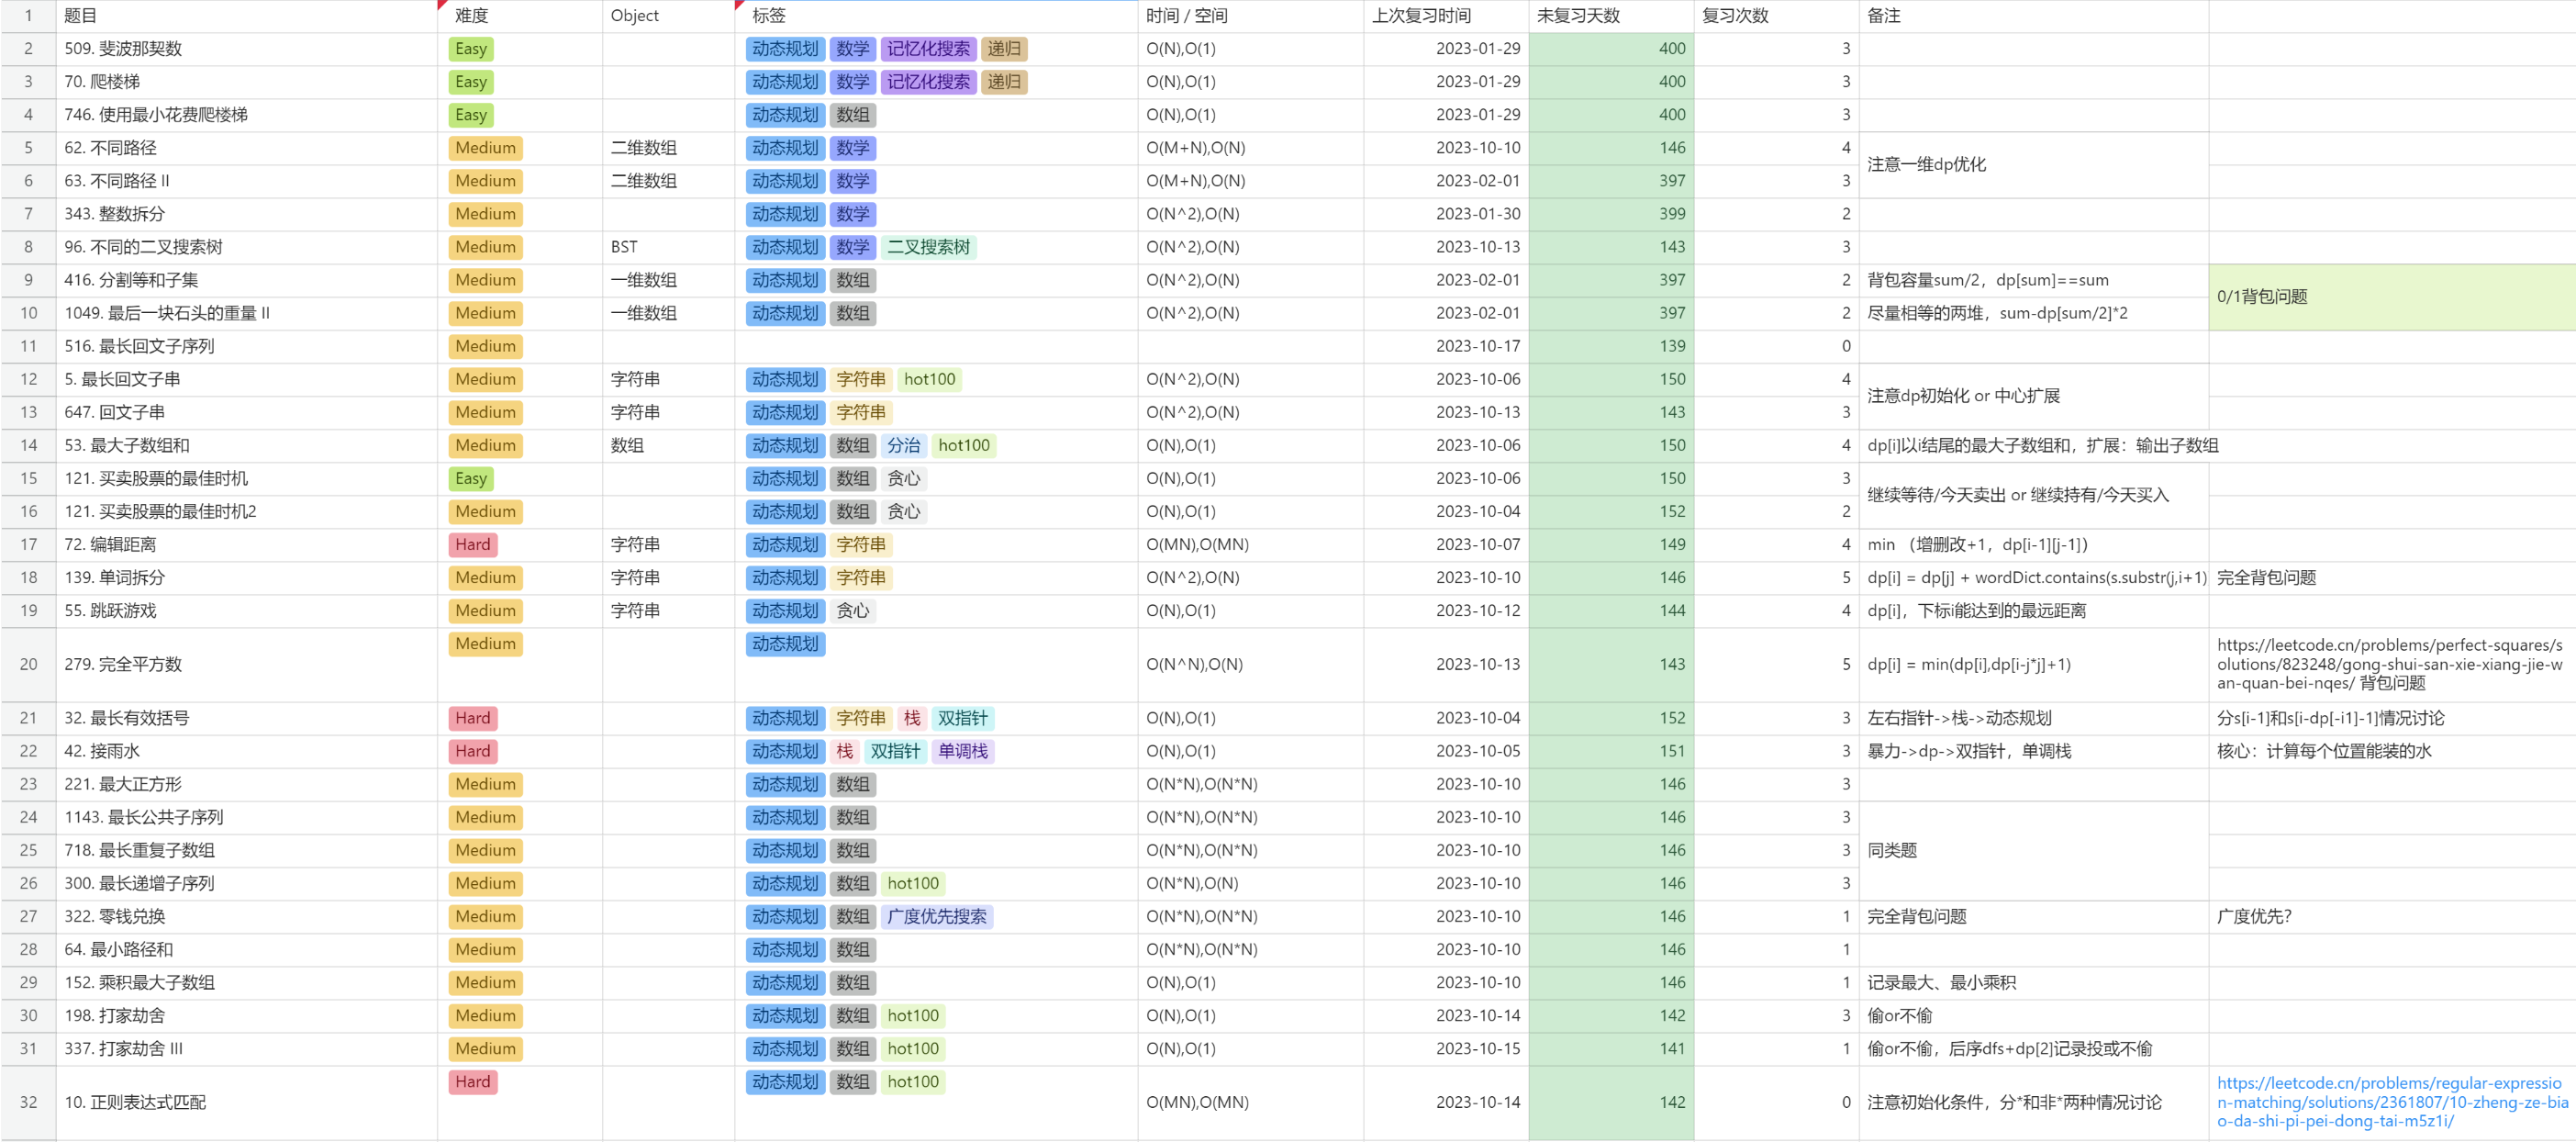 1 题目 难度 Object 标签 时间 / 空间 上次复习时间 未复习天数 复习次数 备注
2 509. 斐波那契数 Easy 动态规划 数学 记忆化搜索 递归 O(N),O(1) 2023-01-29 400 3
3 70. 爬楼梯 Easy 动态规划 数学 记忆化搜索 递归 O(N),O(1) 2023-01-29 400 3
4 746. 使用最小花费爬楼梯 Easy 动态规划 数组 O(N),O(1) 2023-01-29 400 3
5 62. 不同路径 Medium 二维数组 动态规划 数学 O(M+N),O(N) 2023-10-10 146 4
注意一维dp优化
6 63. 不同路径 II Medium 二维数组 动态规划 数学 O(M+N),O(N) 2023-02-01 397 3
7 343. 整数拆分 Medium 动态规划 数学 O(N^2),O(N) 2023-01-30 399 2
8 96. 不同的二叉搜索树 Medium BST 动态规划 数学 二叉搜索树 O(N^2),O(N) 2023-10-13 143 3
9 416. 分割等和子集 Medium 一维数组 动态规划 数组 O(N^2),O(N) 2023-02-01 397 2 背包容量sum/2，dp[sum]==sum
0/1背包问题
10 1049. 最后一块石头的重量 II Medium 一维数组 动态规划 数组 O(N^2),O(N) 2023-02-01 397 2 尽量相等的两堆，sum-dp[sum/2]*2
11 516. 最长回文子序列 Medium 2023-10-17 139 0
12 5. 最长回文子串 Medium 字符串 动态规划 字符串 hot100 O(N^2),O(N) 2023-10-06 150 4
注意dp初始化 or 中心扩展
13 647. 回文子串 Medium 字符串 动态规划 字符串 O(N^2),O(N) 2023-10-13 143 3
14 53. 最大子数组和 Medium 数组 动态规划 数组 分治 hot100 O(N),O(1) 2023-10-06 150 4 dp[i]以i结尾的最大子数组和，扩展：输出子数组
15 121. 买卖股票的最佳时机 Easy 动态规划 数组 贪心 O(N),O(1) 2023-10-06 150 3
继续等待/今天卖出 or 继续持有/今天买入
16 121. 买卖股票的最佳时机2 Medium 动态规划 数组 贪心 O(N),O(1) 2023-10-04 152 2
17 72. 编辑距离 Hard 字符串 动态规划 字符串 O(MN),O(MN) 2023-10-07 149 4 min （增删改+1，dp[i-1][j-1]）
18 139. 单词拆分 Medium 字符串 动态规划 字符串 O(N^2),O(N) 2023-10-10 146 5 dp[i] = dp[j] + wordDict.contains(s.substr(j,i+1) 完全背包问题
19 55. 跳跃游戏 Medium 字符串 动态规划 贪心 O(N),O(1) 2023-10-12 144 4 dp[i]，下标i能达到的最远距离
20 279. 完全平方数 Medium 动态规划 O(N^N),O(N) 2023-10-13 143 5 dp[i] = min(dp[i],dp[i-j*j]+1)
https://leetcode.cn/problems/perfect-squares/s
olutions/823248/gong-shui-san-xie-xiang-jie-w
an-quan-bei-nqes/ 背包问题
21 32. 最长有效括号 Hard 动态规划 字符串 栈 双指针 O(N),O(1) 2023-10-04 152 3 左右指针->栈->动态规划 分s[i-1]和s[i-dp[-i1]-1]情况讨论
22 42. 接雨水 Hard 动态规划 栈 双指针 单调栈 O(N),O(1) 2023-10-05 151 3 暴力->dp->双指针，单调栈 核心：计算每个位置能装的水
23 221. 最大正方形 Medium 动态规划 数组 O(N*N),O(N*N) 2023-10-10 146 3
24 1143. 最长公共子序列 Medium 动态规划 数组 O(N*N),O(N*N) 2023-10-10 146 3
25 718. 最长重复子数组 Medium 动态规划 数组 O(N*N),O(N*N) 2023-10-10 146 3 同类题
26 300. 最长递增子序列 Medium 动态规划 数组 hot100 O(N*N),O(N) 2023-10-10 146 3
27 322. 零钱兑换 Medium 动态规划 数组 广度优先搜索 O(N*N),O(N*N) 2023-10-10 146 1 完全背包问题 广度优先?
28 64. 最小路径和 Medium 动态规划 数组 O(N*N),O(N*N) 2023-10-10 146 1
29 152. 乘积最大子数组 Medium 动态规划 数组 O(N),O(1) 2023-10-10 146 1 记录最大、最小乘积
30 198. 打家劫舍 Medium 动态规划 数组 hot100 O(N),O(1) 2023-10-14 142 3 偷or不偷
31 337. 打家劫舍 III Medium 动态规划 数组 hot100 O(N),O(1) 2023-10-15 141 1 偷or不偷，后序dfs+dp[2]记录投或不偷
32 10. 正则表达式匹配 Hard 动态规划 数组 hot100 O(MN),O(MN) 2023-10-14 142 0 注意初始化条件，分*和非*两种情况讨论
https://leetcode.cn/problems/regular-expressio
n-matching/solutions/2361807/10-zheng-ze-bia
o-da-shi-pi-pei-dong-tai-m5z1i/